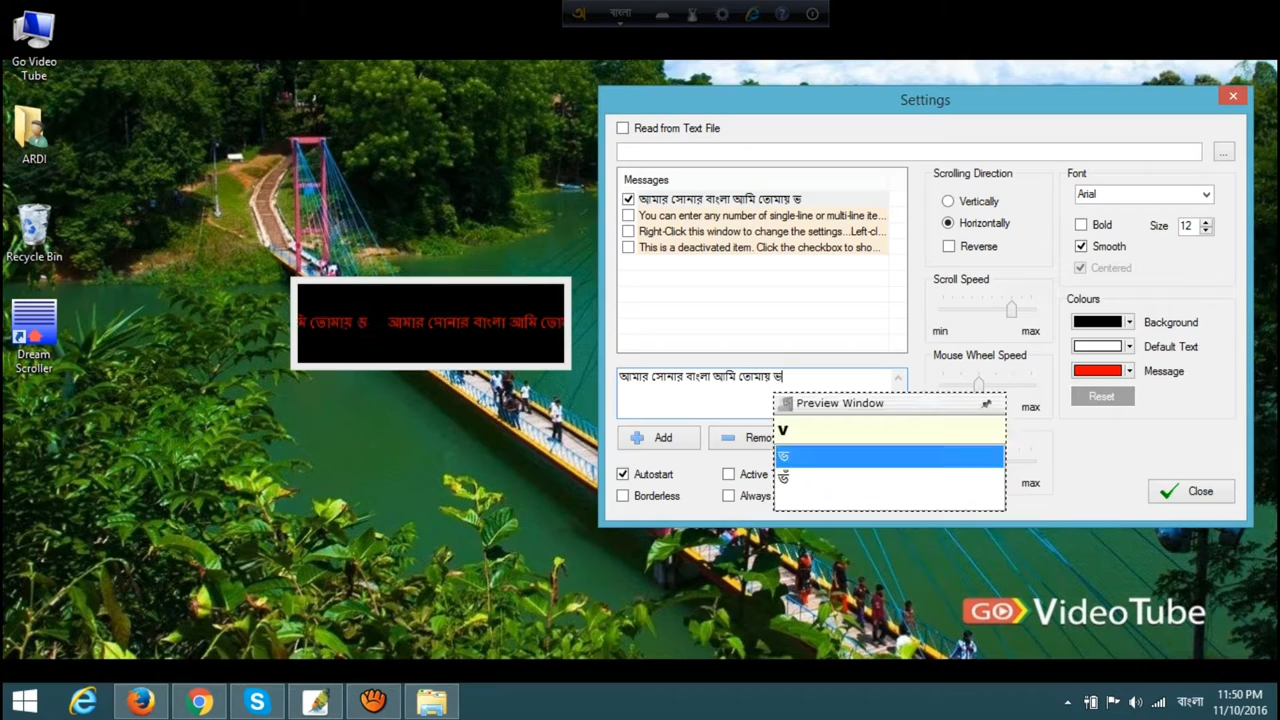 বাংলা
Go Video
Tube
ARDI
Recycle Bin
Dream
Scroller
মি তোমায় ভ আমার সোনার বাংলা আমি তো
Settings
Read from Text File
...
Messages
আমার সোনার বাংলা আমি তোমায় ভ
You can enter any number of single-line or multi-line ite...
Right-Click this window to change the settings...Left-cl...
This is a deactivated item. Click the checkbox to sho...
আমার সোনার বাংলা আমি তোমায় ভ
Preview Window
v
ভ
ভঁ
Add
Remo
Autostart
Active
Borderless
Always
Scrolling Direction
Vertically
Horizontally
Reverse
Scroll Speed
min max
Mouse Wheel Speed
max
max
Font
Arial
Bold Size 12
Smooth
Centered
Colours
Background
Default Text
Message
Reset
Close
GO VideoTube
বাংলা
11:50 PM
11/10/2016